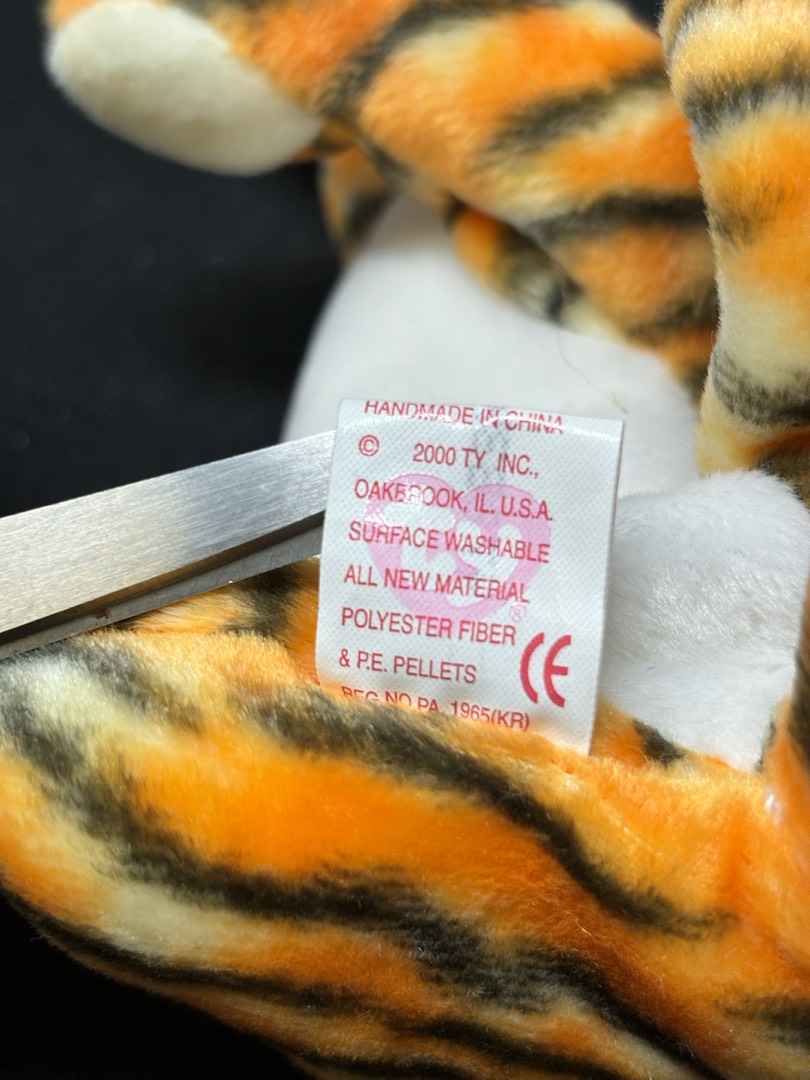 HANDMADE IN CHINA
© 2000 TY INC.,
OAKBROOK, IL. U.S.A.
SURFACE WASHABLE
ALL NEW MATERIAL
POLYESTER FIBER
& P.E. PELLETS
CE
REG. NO PA. 1965(KR)
®